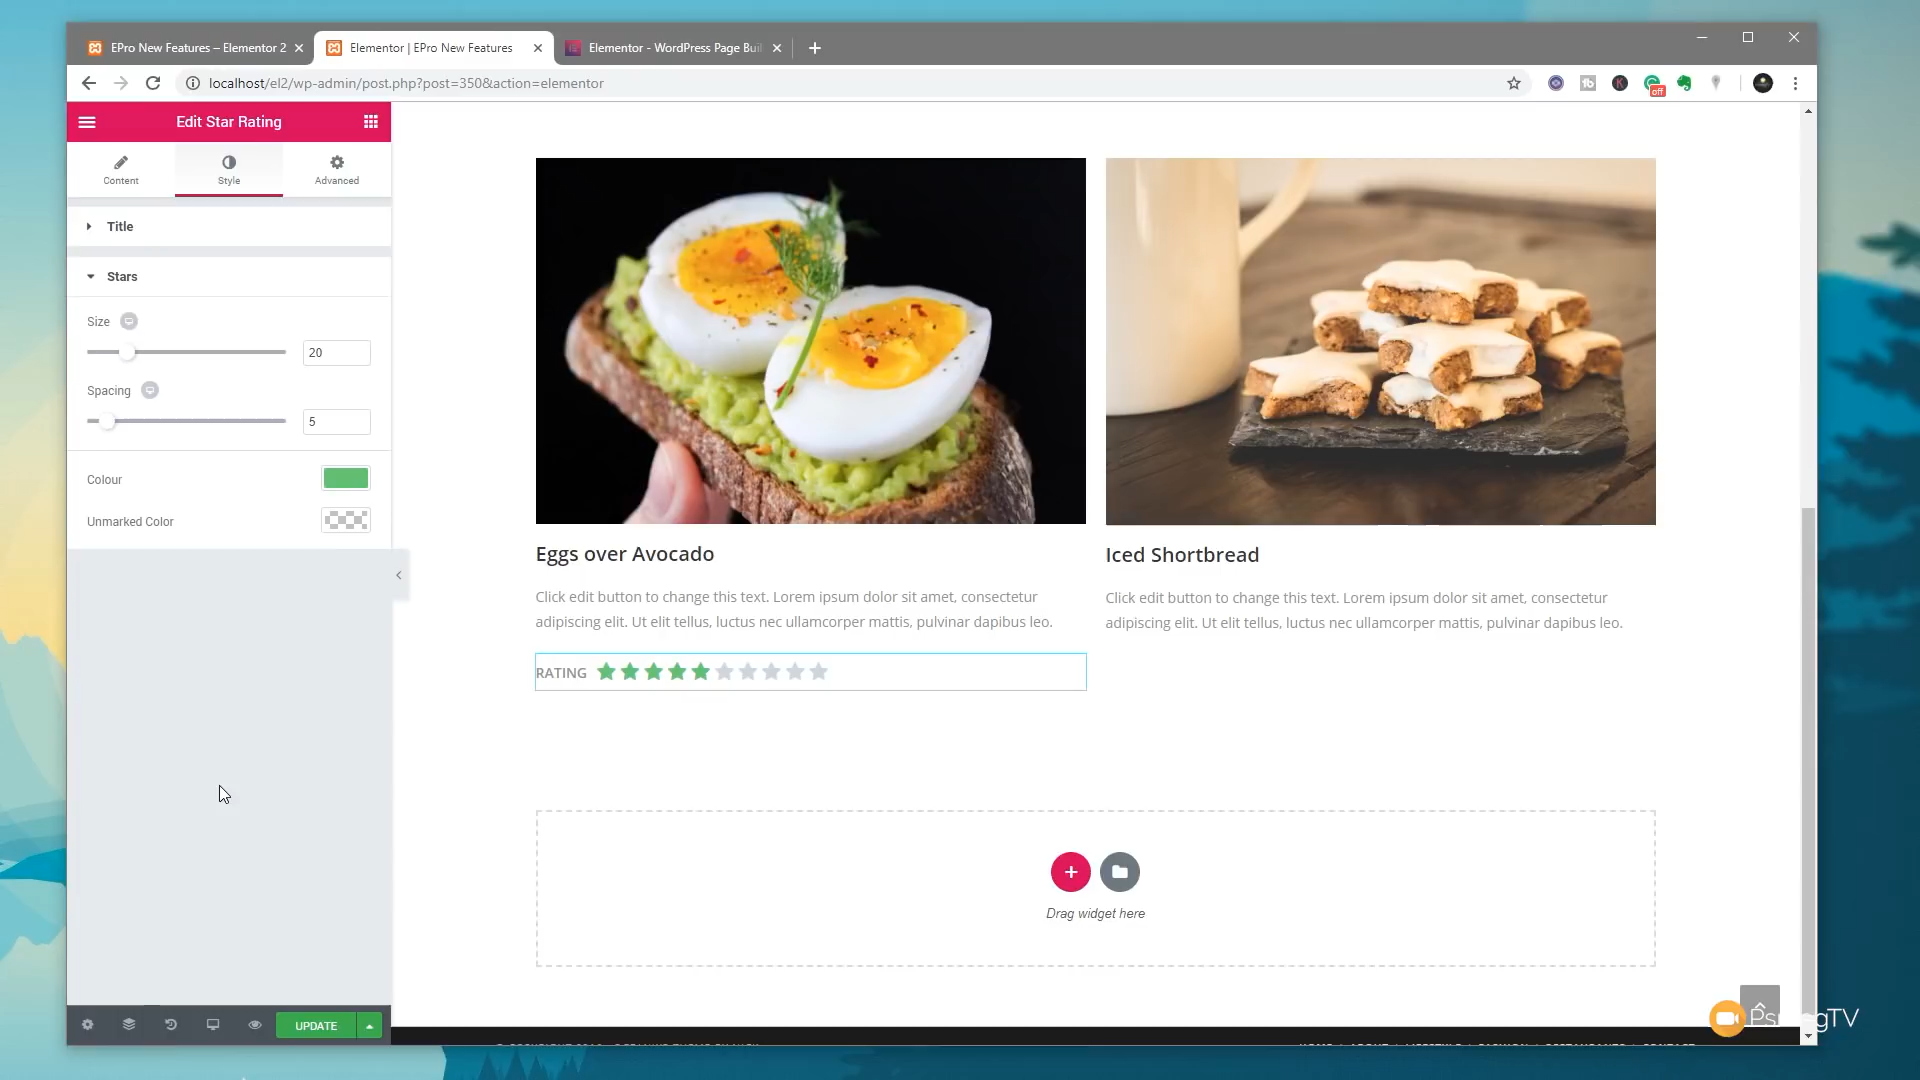 EPro New Features – Elementor 2
Elementor | EPro New Features
Elementor - WordPress Page Bui
localhost/el2/wp-admin/post.php?post=350&action=elementor
off
Edit Star Rating
Content
Style
Advanced
Title
Stars
Size
20
Spacing
5
Colour
Unmarked Color
UPDATE
Eggs over Avocado
Click edit button to change this text. Lorem ipsum dolor sit amet, consectetur
adipiscing elit. Ut elit tellus, luctus nec ullamcorper mattis, pulvinar dapibus leo.
RATING
Iced Shortbread
Click edit button to change this text. Lorem ipsum dolor sit amet, consectetur
adipiscing elit. Ut elit tellus, luctus nec ullamcorper mattis, pulvinar dapibus leo.
Drag widget here